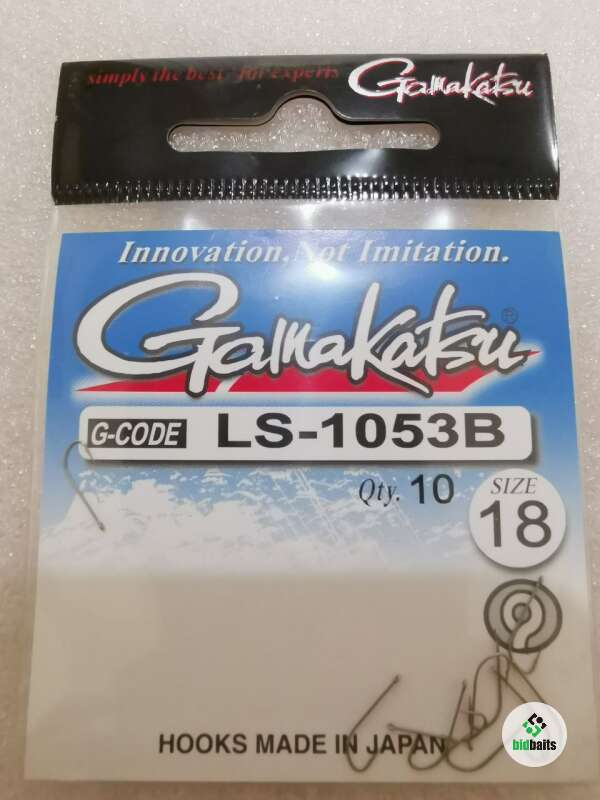 simply the best for experts Gamakatsu
Innovation, Not Imitation.
Gamakatsu®
G-CODE LS-1053B
Qty. 10
SIZE
18
HOOKS MADE IN JAPAN
bidbaits